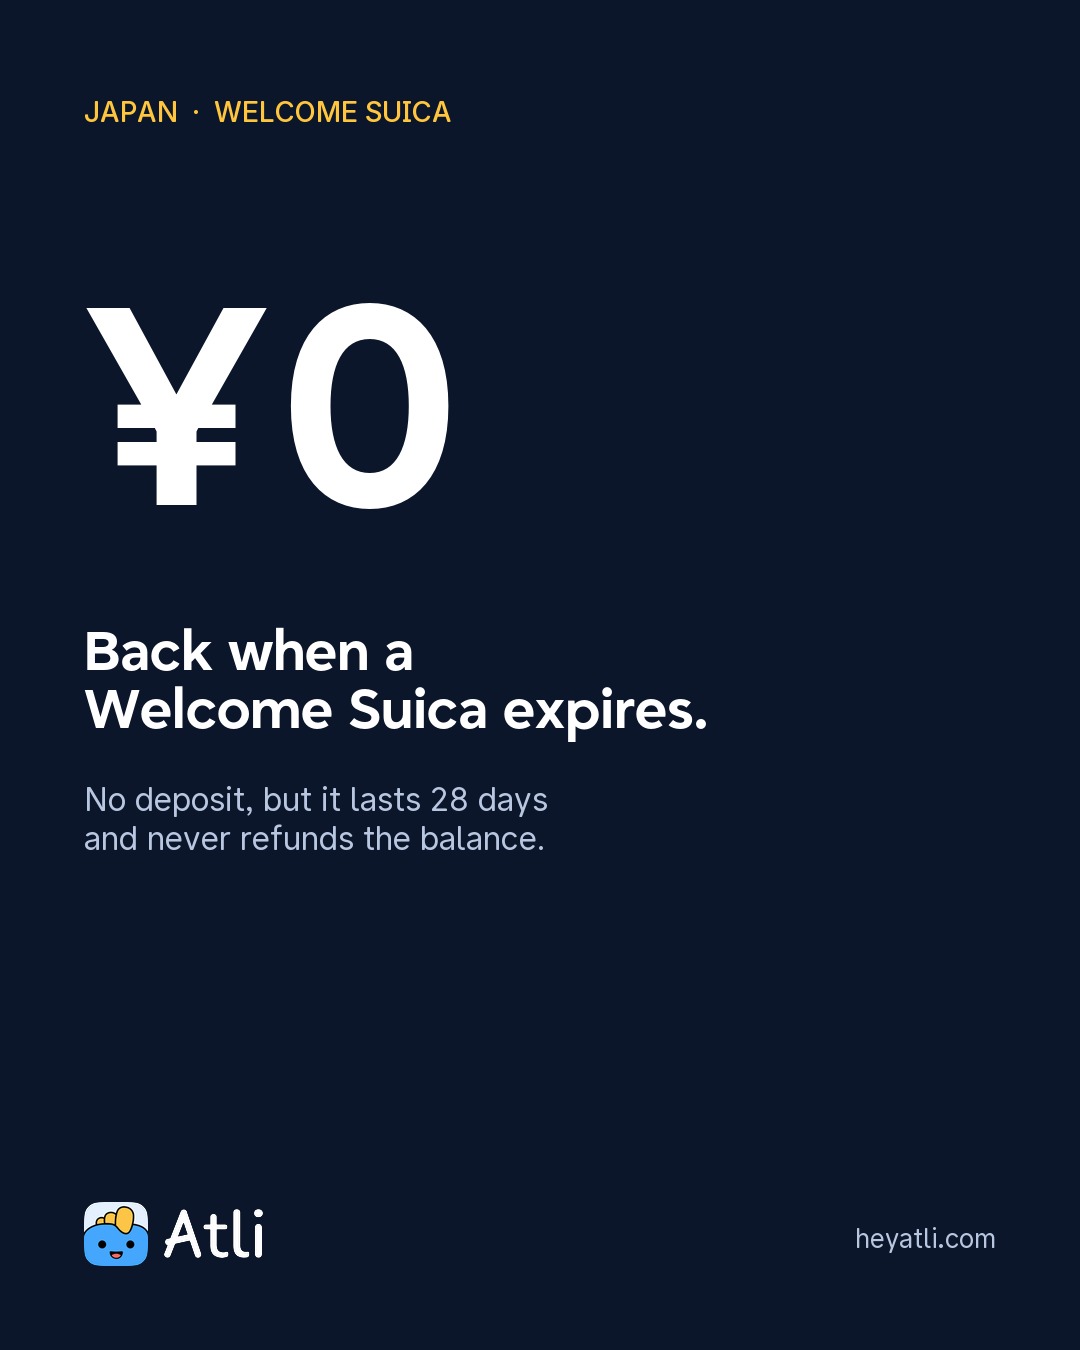 JAPAN · WELCOME SUICA
¥0
Back when a
Welcome Suica expires.
No deposit, but it lasts 28 days
and never refunds the balance.
Atli
heyatli.com